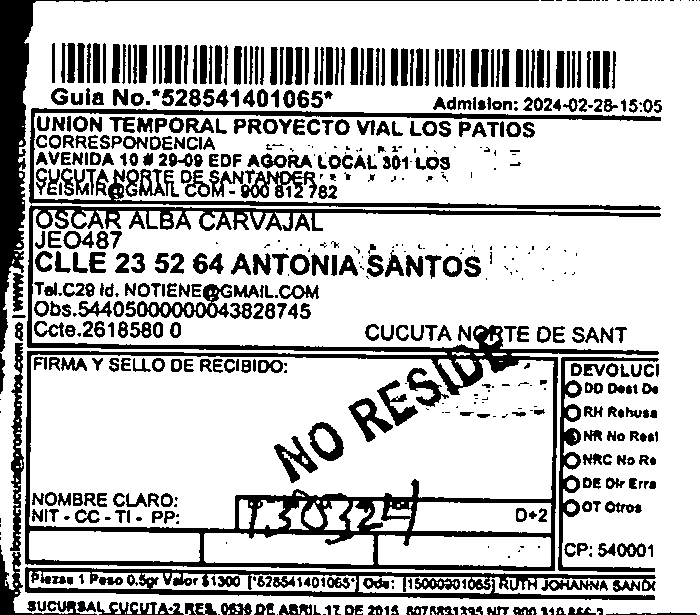 Guia No.*528541401065*
Admision: 2024-02-28-15:05
UNION TEMPORAL PROYECTO VIAL LOS PATIOS
CORRESPONDENCIA
AVENIDA 10 # 29-09 EDF AGORA LOCAL 301 LOS
CUCUTA NORTE DE SANTANDER
YEISMIR@GMAIL COM - 900 812 782
OSCAR ALBA CARVAJAL
JEO487
CLLE 23 52 64 ANTONIA SANTOS
Tel.C29 Id. NOTIENE@GMAIL.COM
Obs.54405000000043828745
Ccte.2618580 0
CUCUTA NORTE DE SANT
FIRMA Y SELLO DE RECIBIDO:
NO RESIDE
DEVOLUCI
DD Dest De
RH Rehusa
NR No Resi
NRC No Re
DE Dir Erra
OT Otros
NOMBRE CLARO:
NIT - CC - TI - PP:
D+2
CP: 540001
Piezas 1 Peso 0.5gr Valor $1300 [*528541401065*] Ods: [15000901065] RUTH JOHANNA SAND
SUCURSAL CUCUTA-2 RES. 0636 DE ABRIL 17 DE 2015